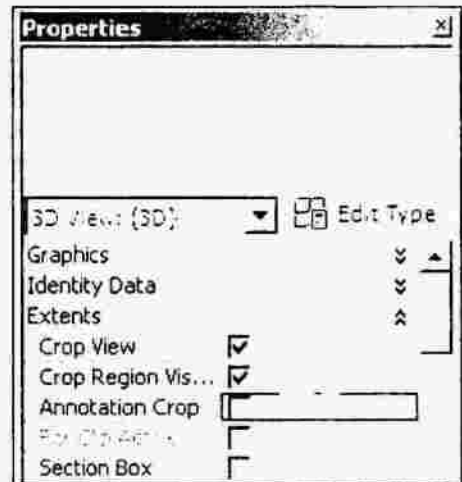 Properties
3D View: {3D}
Edit Type
Graphics
Identity Data
Extents
Crop View
Crop Region Vis...
Annotation Crop
Section Box